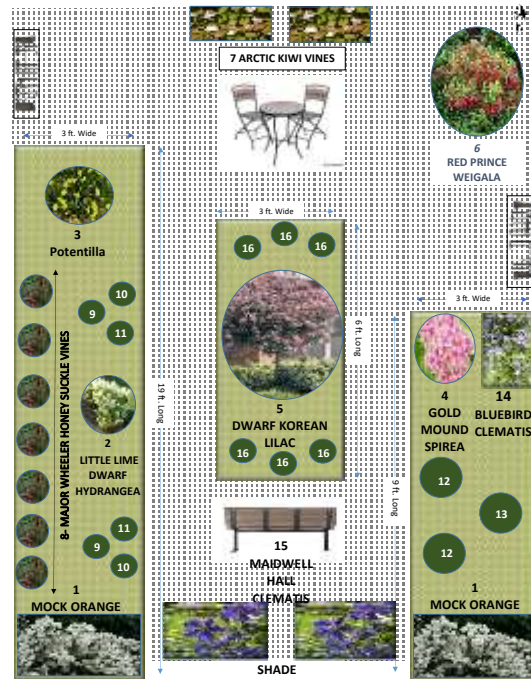 7 ARCTIC KIWI VINES
6
RED PRINCE
WEIGALA
3 ft. Wide
3
Potentilla
10
9
11
8- MAJOR WHEELER HONEY SUCKLE VINES
2
LITTLE LIME
DWARF
HYDRANGEA
11
9
10
1
MOCK ORANGE
19 ft. Long
3 ft. Wide
16
16
16
5
DWARF KOREAN
LILAC
16
16
16
6 ft. Long
15
MAIDWELL
HALL
CLEMATIS
SHADE
3 ft. Wide
4
GOLD
MOUND
SPIREA
14
BLUEBIRD
CLEMATIS
12
13
12
9 ft. Long
1
MOCK ORANGE